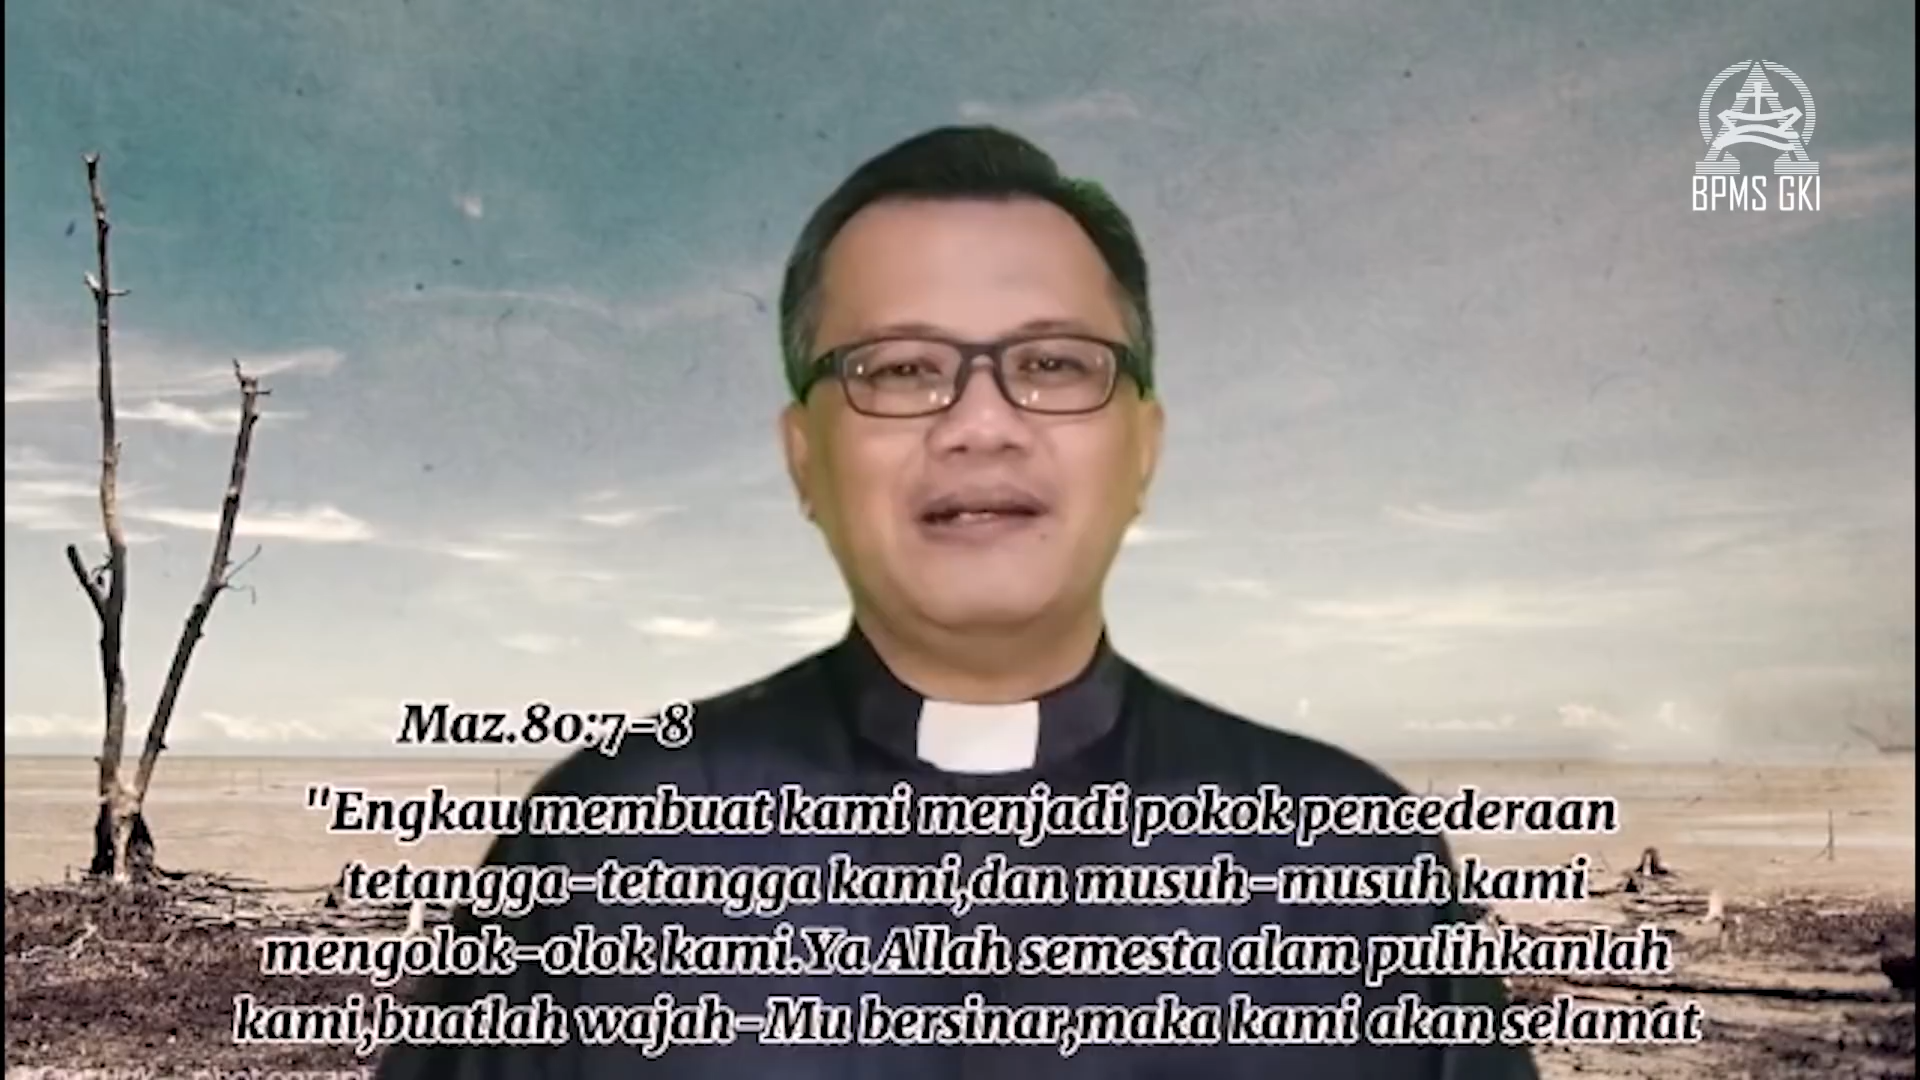 BPMS GKI
Maz.80:7-8
"Engkau membuat kami menjadi pokok pencederaan
tetangga-tetangga kami,dan musuh-musuh kami
mengolok-olok kami.Ya Allah semesta alam pulihkanlah
kami,buatlah wajah-Mu bersinar,maka kami akan selamat